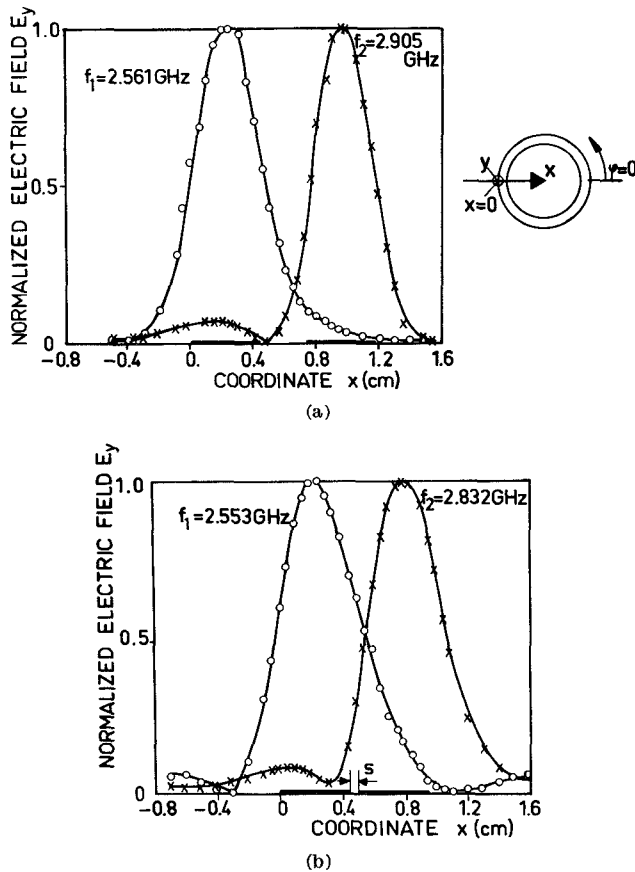 NORMALIZED ELECTRIC FIELD Ey
1.0
0.5
0
f1=2.561GHz
f2=2.905
GHz
-0.8 -0.4 0. 0.4 0.8 1.2 1.6
COORDINATE x (cm)
(a)
y
x
x=0
φ=0
NORMALIZED ELECTRIC FIELD Ey
1.0
0.5
0
f1=2.553GHz
f2=2.832GHz
s
-0.8 -0.4 0 0.4 0.8 1.2 1.6
COORDINATE x (cm)
(b)